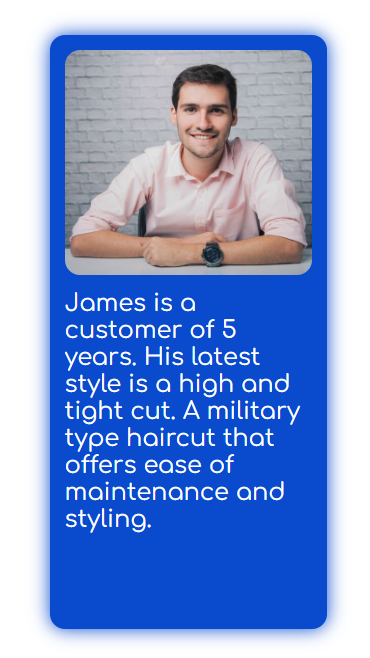 James is a
customer of 5
years. His latest
style is a high and
tight cut. A military
type haircut that
offers ease of
maintenance and
styling.